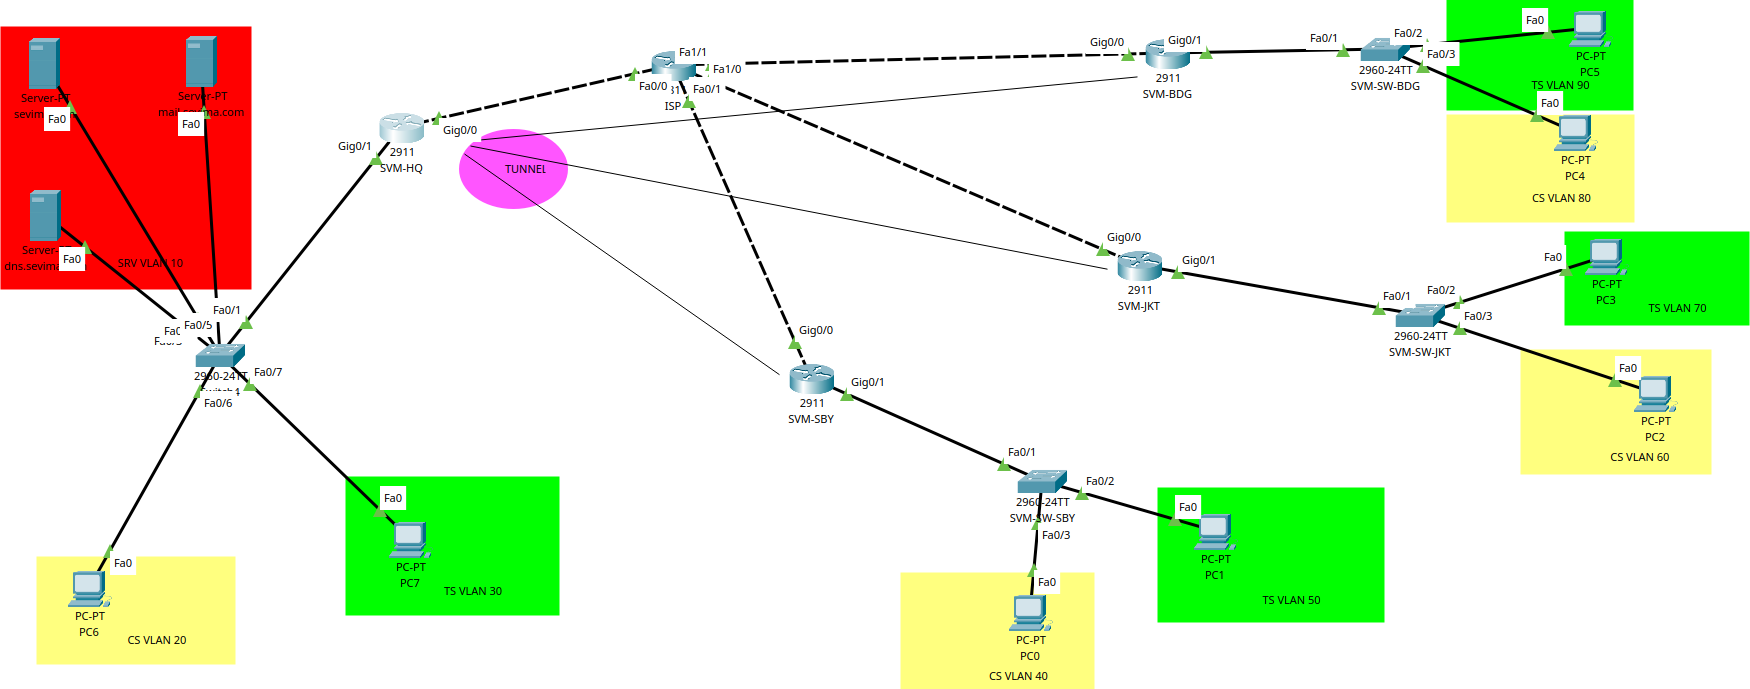 Server-PT
Fa0
Server-PT
Fa0
Server-
Fa0
SRV VLAN 10
Fa0/1
Fa0/5
2960-24TT
Fa0/7
Fa0/6
Gig0/1
2911
SVM-HQ
Gig0/0
TUNNEL
Fa1/1
Fa1/0
Fa0/0
Fa0/1
ISP
Gig0/0
Gig0/1
2911
SVM-BDG
Fa0/1
Fa0/2
Fa0/3
2960-24TT
SVM-SW-BDG
Fa0
PC-PT
PC5
TS VLAN 90
Fa0
PC-PT
PC4
CS VLAN 80
Gig0/0
Gig0/1
2911
SVM-JKT
Fa0/1
Fa0/2
Fa0/3
2960-24TT
SVM-SW-JKT
Fa0
PC-PT
PC3
TS VLAN 70
Fa0
PC-PT
PC2
CS VLAN 60
Gig0/0
Gig0/1
2911
SVM-SBY
Fa0/1
Fa0/2
2960-24TT
SVM-SW-SBY
Fa0/3
Fa0
PC-PT
PC1
TS VLAN 50
Fa0
PC-PT
PC0
CS VLAN 40
Fa0
PC-PT
PC7
TS VLAN 30
Fa0
PC-PT
PC6
CS VLAN 20